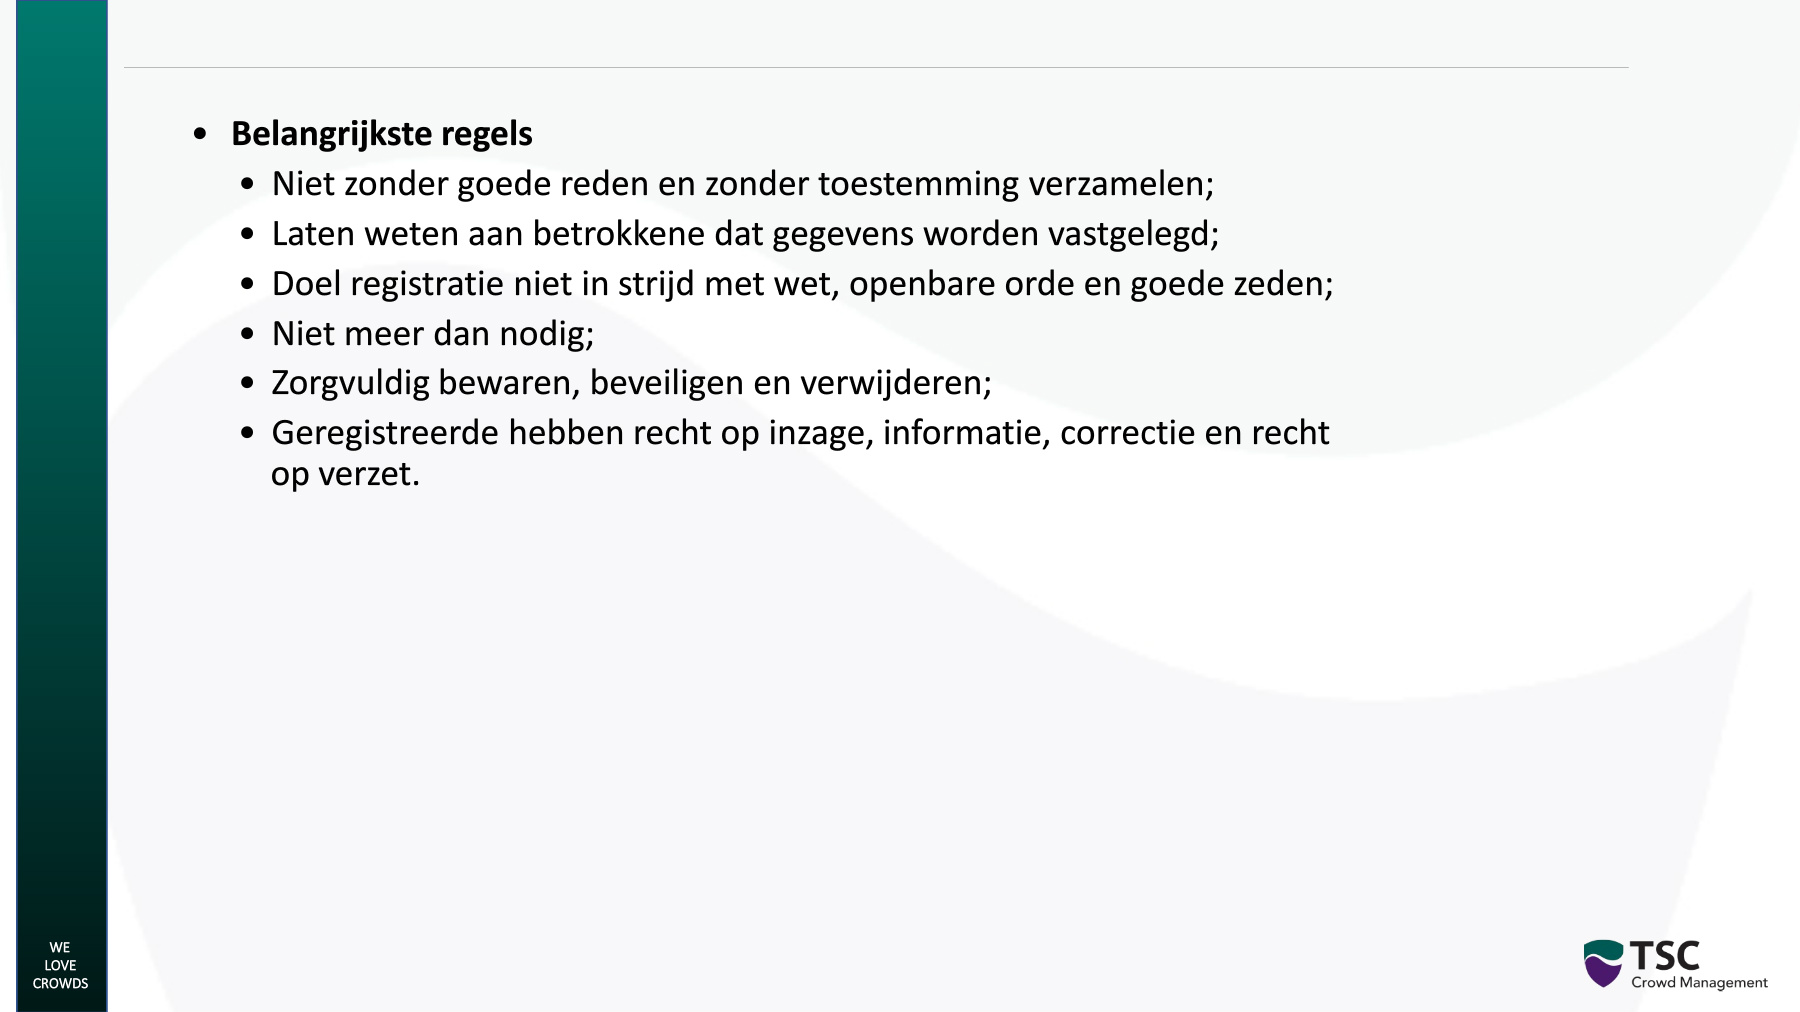 • Belangrijkste regels
• Niet zonder goede reden en zonder toestemming verzamelen;
• Laten weten aan betrokkene dat gegevens worden vastgelegd;
• Doel registratie niet in strijd met wet, openbare orde en goede zeden;
• Niet meer dan nodig;
• Zorgvuldig bewaren, beveiligen en verwijderen;
• Geregistreerde hebben recht op inzage, informatie, correctie en recht
op verzet.
WE
LOVE
CROWDS
TSC
Crowd Management